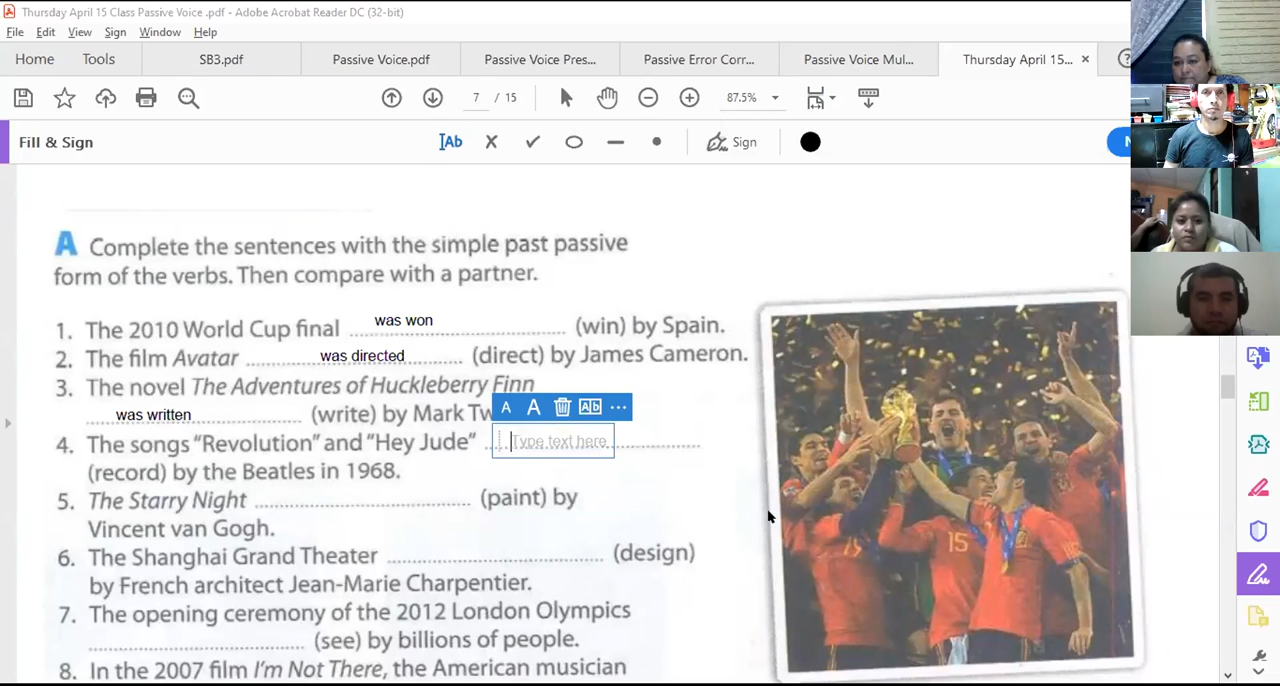 Thursday April 15 Class Passive Voice .pdf - Adobe Acrobat Reader DC (32-bit)
File Edit View Sign Window Help
Home Tools SB3.pdf Passive Voice.pdf Passive Voice Pres... Passive Error Corr... Passive Voice Mul... Thursday April 15...
7 / 15 87.5%
Fill & Sign Ab Sign
A Complete the sentences with the simple past passive
form of the verbs. Then compare with a partner.
1. The 2010 World Cup final was won (win) by Spain.
2. The film Avatar was directed (direct) by James Cameron.
3. The novel The Adventures of Huckleberry Finn
was written (write) by Mark Tw
A A Ab
4. The songs "Revolution" and "Hey Jude" Type text here
(record) by the Beatles in 1968.
5. The Starry Night (paint) by
Vincent van Gogh.
6. The Shanghai Grand Theater (design)
by French architect Jean-Marie Charpentier.
7. The opening ceremony of the 2012 London Olympics
(see) by billions of people.
8. In the 2007 film I'm Not There, the American musician
15